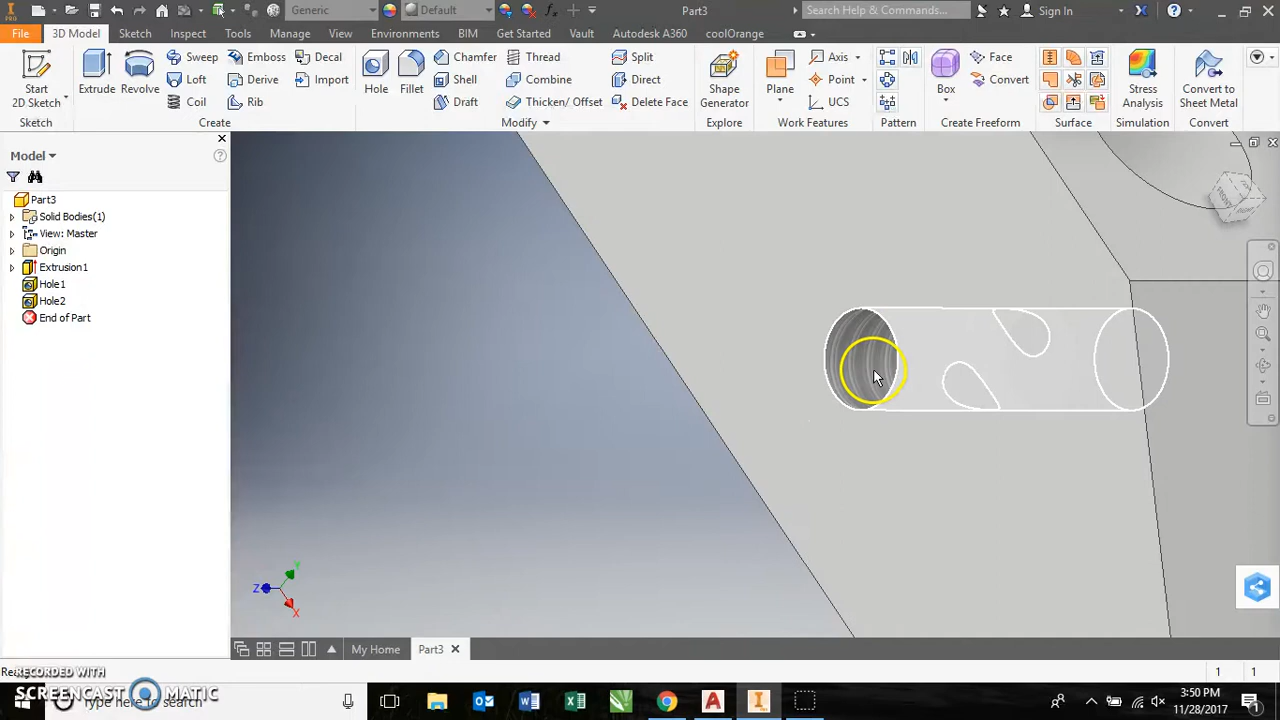 Generic
Default
Part3
Search Help & Commands...
Sign In
File
3D Model
Sketch
Inspect
Tools
Manage
View
Environments
BIM
Get Started
Vault
Autodesk A360
coolOrange
Start
2D Sketch
Sketch
Extrude
Revolve
Sweep
Loft
Coil
Emboss
Derive
Rib
Decal
Import
Create
Hole
Fillet
Chamfer
Shell
Draft
Thread
Combine
Thicken/ Offset
Split
Direct
Delete Face
Modify
Shape
Generator
Explore
Plane
Axis
Point
UCS
Work Features
Pattern
Box
Face
Convert
Create Freeform
Surface
Stress
Analysis
Simulation
Convert to
Sheet Metal
Convert
Model
Part3
Solid Bodies(1)
View: Master
Origin
Extrusion1
Hole1
Hole2
End of Part
Y
Z
X
My Home
Part3
1
1
RECORDED WITH
SCREENCAST MATIC
Type here to search
3:50 PM
11/28/2017